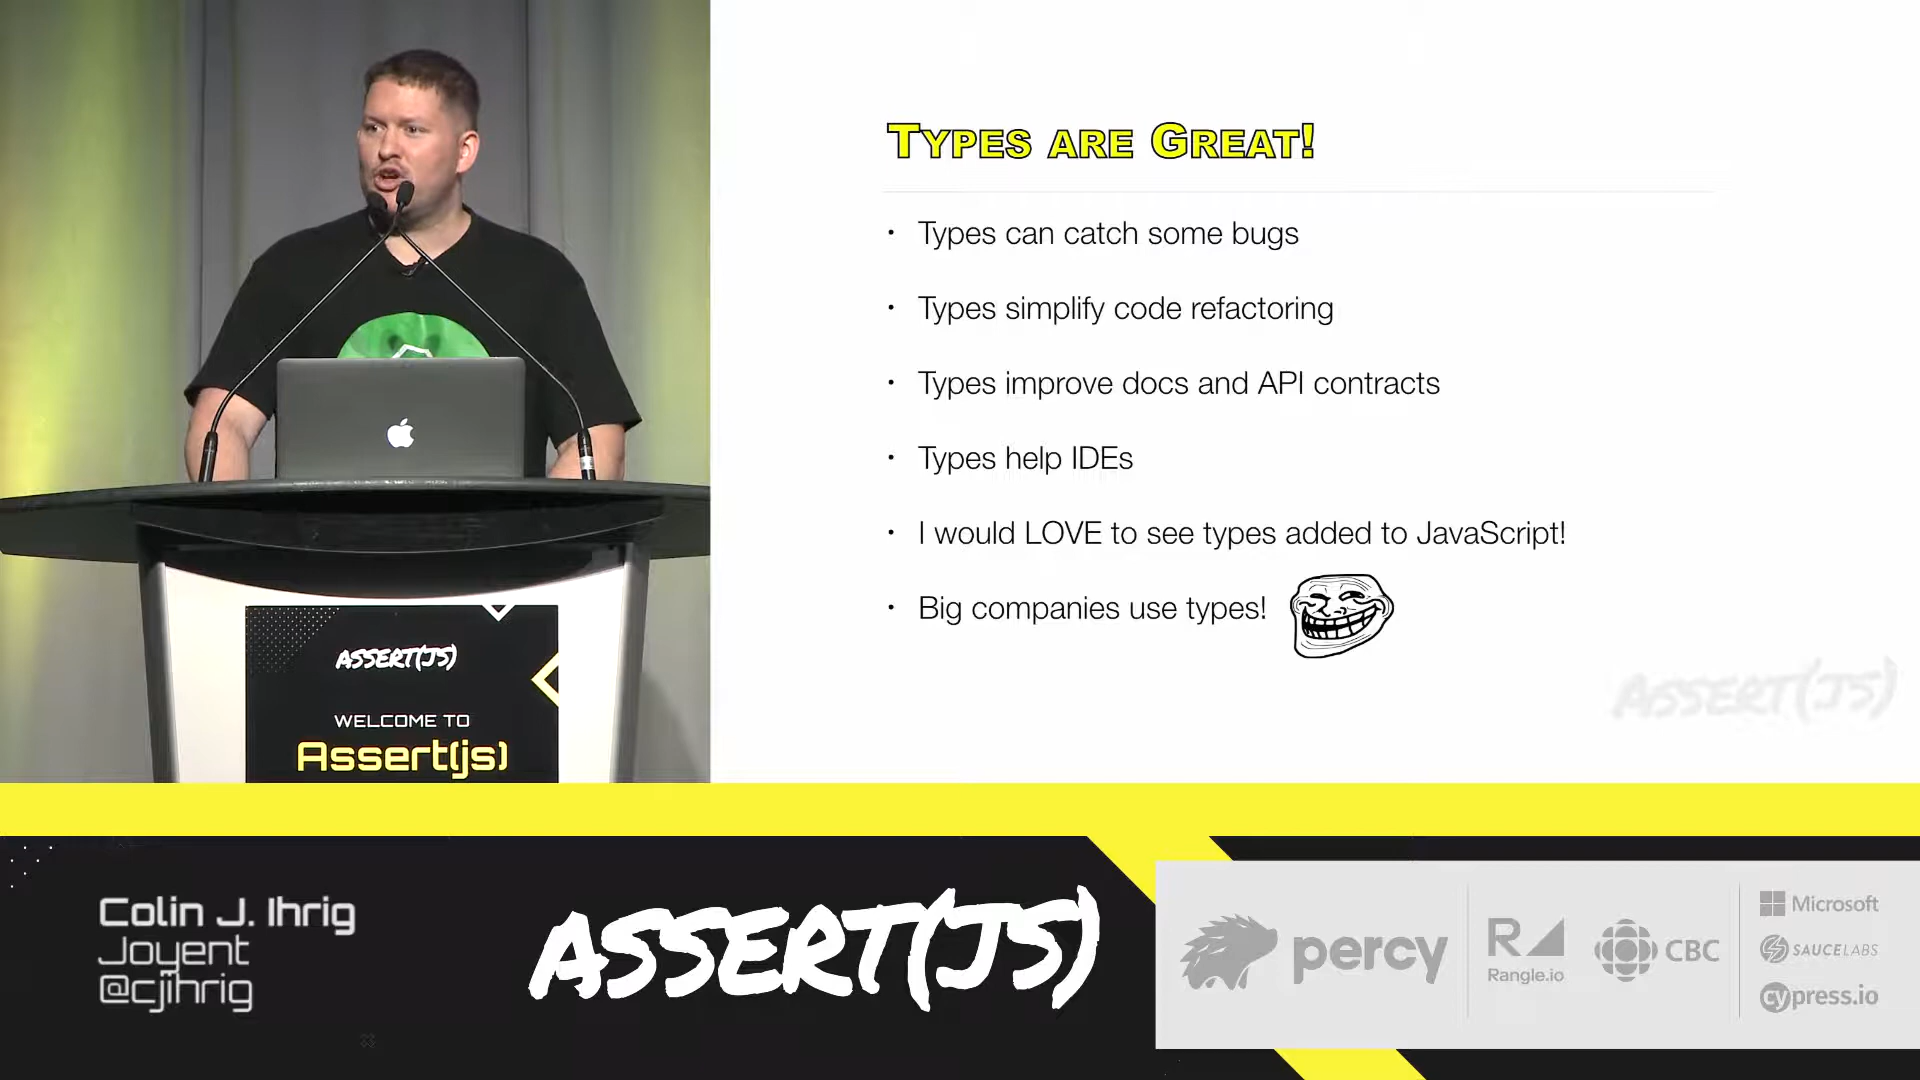 TYPES ARE GREAT!
• Types can catch some bugs
• Types simplify code refactoring
• Types improve docs and API contracts
• Types help IDEs
• I would LOVE to see types added to JavaScript!
• Big companies use types!
ASSERT(JS)
ASSERT(JS)
WELCOME TO
Assert(js)
Colin J. Ihrig
Joyent
@cjihrig
ASSERT(JS)
percy
R
Rangle.io
CBC
Microsoft
SAUCELABS
cypress.io